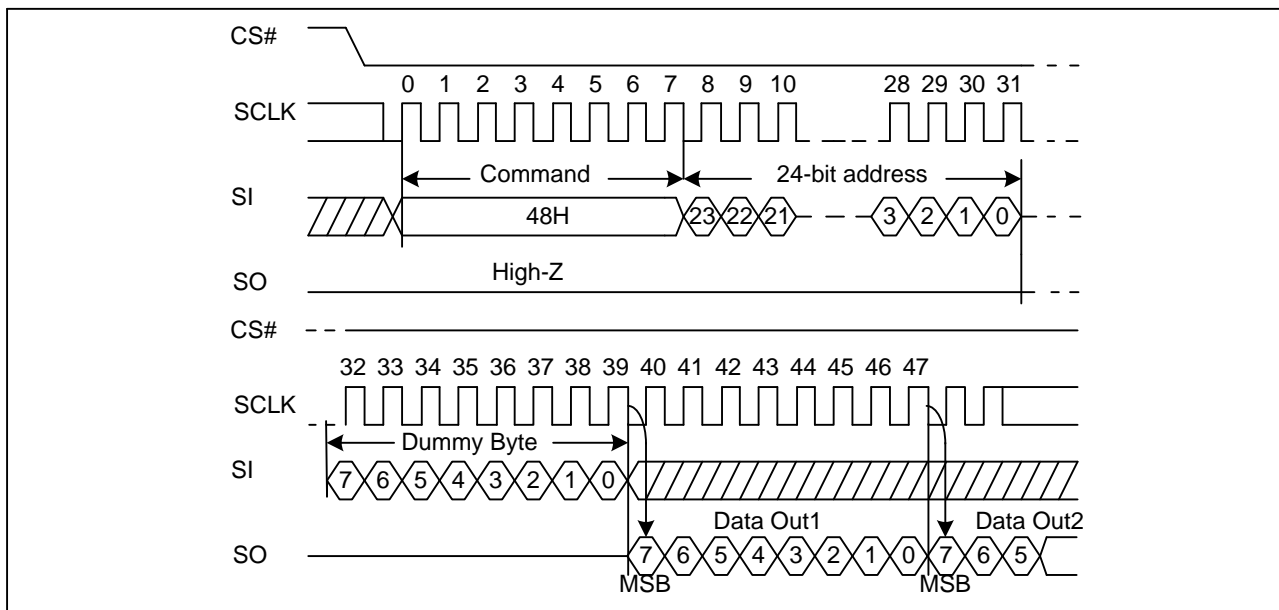 CS#
0 1 2 3 4 5 6 7 8 9 10 28 29 30 31
SCLK
Command 24-bit address
SI
48H 23 22 21 3 2 1 0
High-Z
SO
CS#
32 33 34 35 36 37 38 39 40 41 42 43 44 45 46 47
SCLK
Dummy Byte
SI
7 6 5 4 3 2 1 0
Data Out1 Data Out2
SO
7 6 5 4 3 2 1 0 7 6 5
MSB MSB